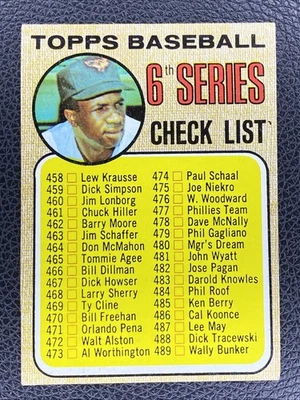 TOPPS BASEBALL
6th SERIES
CHECK LIST
458 Lew Krausse
459 Dick Simpson
460 Jim Lonborg
461 Chuck Hiller
462 Barry Moore
463 Jim Schaffer
464 Don McMahon
465 Tommie Agee
466 Bill Dillman
467 Dick Howser
468 Larry Sherry
469 Ty Cline
470 Bill Freehan
471 Orlando Pena
472 Walt Alston
473 Al Worthington
474 Paul Schaal
475 Joe Niekro
476 W. Woodward
477 Phillies Team
478 Dave McNally
479 Phil Gagliano
480 Mgr's Dream
481 John Wyatt
482 Jose Pagan
483 Darold Knowles
484 Phil Roof
485 Ken Berry
486 Cal Koonce
487 Lee May
488 Dick Tracewski
489 Wally Bunker